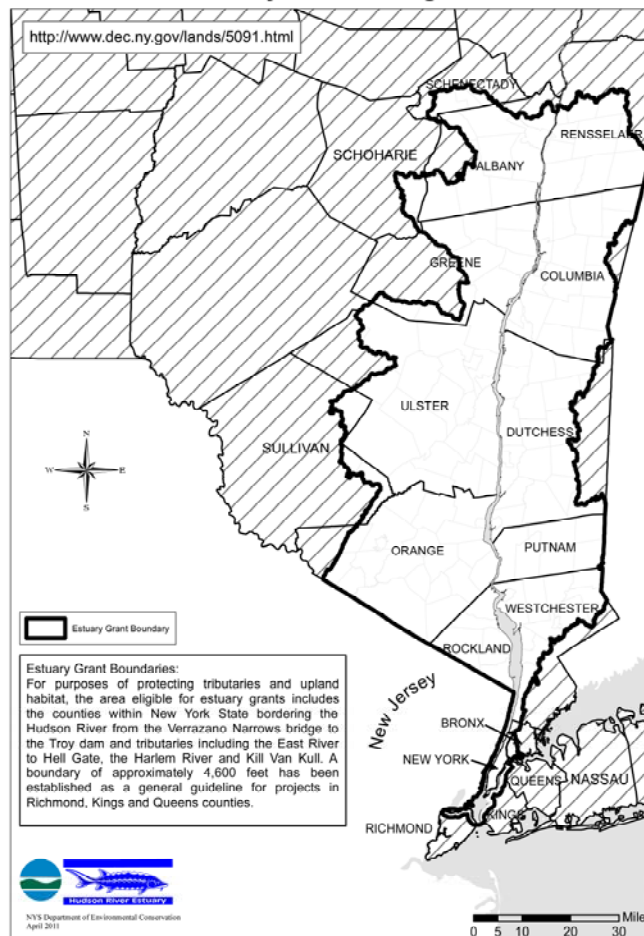 http://www.dec.ny.gov/lands/5091.html
SCHENECTADY
RENSSELAER
SCHOHARIE
ALBANY
GREENE
COLUMBIA
ULSTER
DUTCHESS
SULLIVAN
N
W E
S
ORANGE
PUTNAM
WESTCHESTER
ROCKLAND
Estuary Grant Boundary
Estuary Grant Boundaries:
For purposes of protecting tributaries and upland
habitat, the area eligible for estuary grants includes
the counties within New York State bordering the
Hudson River from the Verrazano Narrows bridge to
the Troy dam and tributaries including the East River
to Hell Gate, the Harlem River and Kill Van Kull. A
boundary of approximately 4,600 feet has been
established as a general guideline for projects in
Richmond, Kings and Queens counties.
New Jersey
BRONX
NEW YORK
QUEENS
NASSAU
KINGS
RICHMOND
Hudson River Estuary
NYS Department of Environmental Conservation
April 2011
Mile
0 5 10 20 30